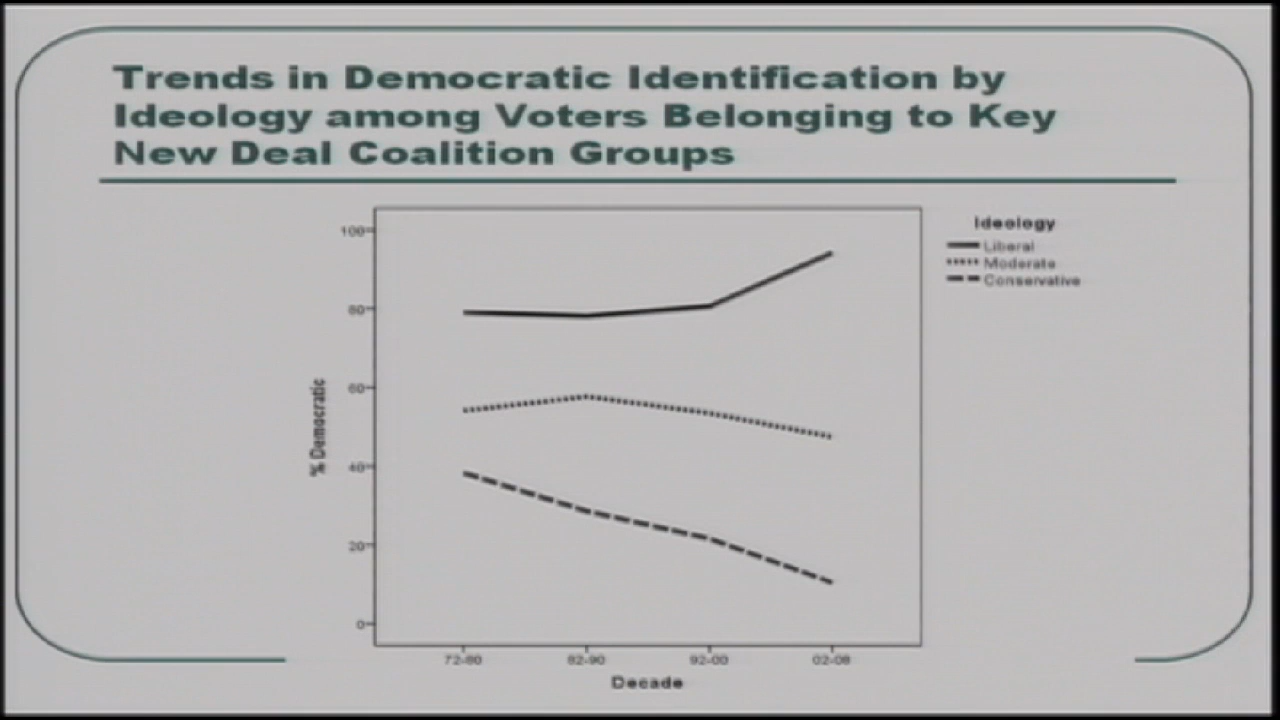 Trends in Democratic Identification by
Ideology among Voters Belonging to Key
New Deal Coalition Groups
Ideology
Liberal
Moderate
Conservative
100
80
60
40
20
0
% Democratic
72-80
82-90
92-00
02-08
Decade